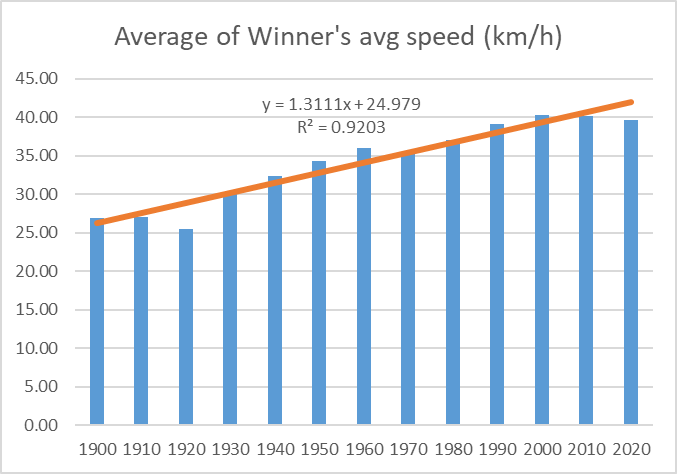 Average of Winner's avg speed (km/h)
45.00
40.00
35.00
30.00
25.00
20.00
15.00
10.00
5.00
0.00
y = 1.3111x + 24.979
R² = 0.9203
1900 1910 1920 1930 1940 1950 1960 1970 1980 1990 2000 2010 2020